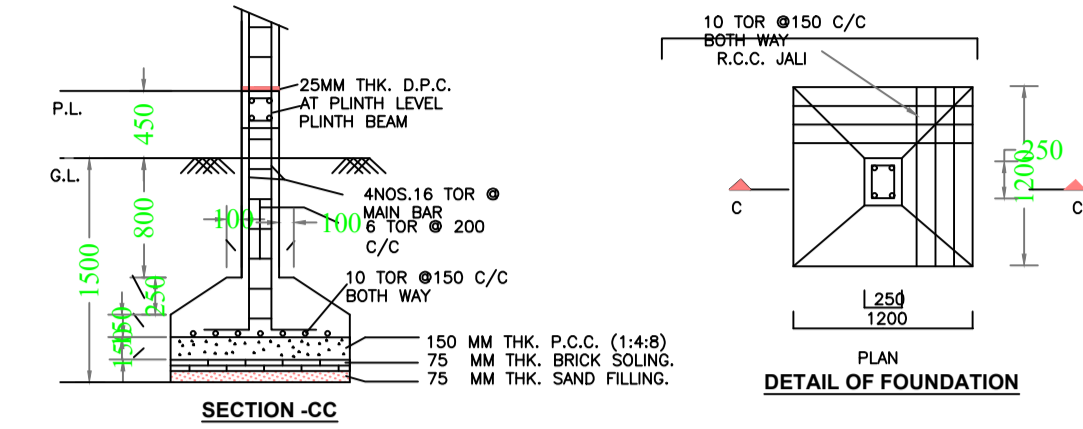 25MM THK. D.P.C.
AT PLINTH LEVEL
PLINTH BEAM
P.L.
450
G.L.
4NOS.16 TOR @
MAIN BAR
6 TOR @ 200
C/C
100
100
800
1500
10 TOR @150 C/C
BOTH WAY
250
150
150 MM THK. P.C.C. (1:4:8)
75 MM THK. BRICK SOLING.
75 MM THK. SAND FILLING.
SECTION -CC
10 TOR @150 C/C
BOTH WAY
R.C.C. JALI
250
1200
C
C
250
1200
PLAN
DETAIL OF FOUNDATION